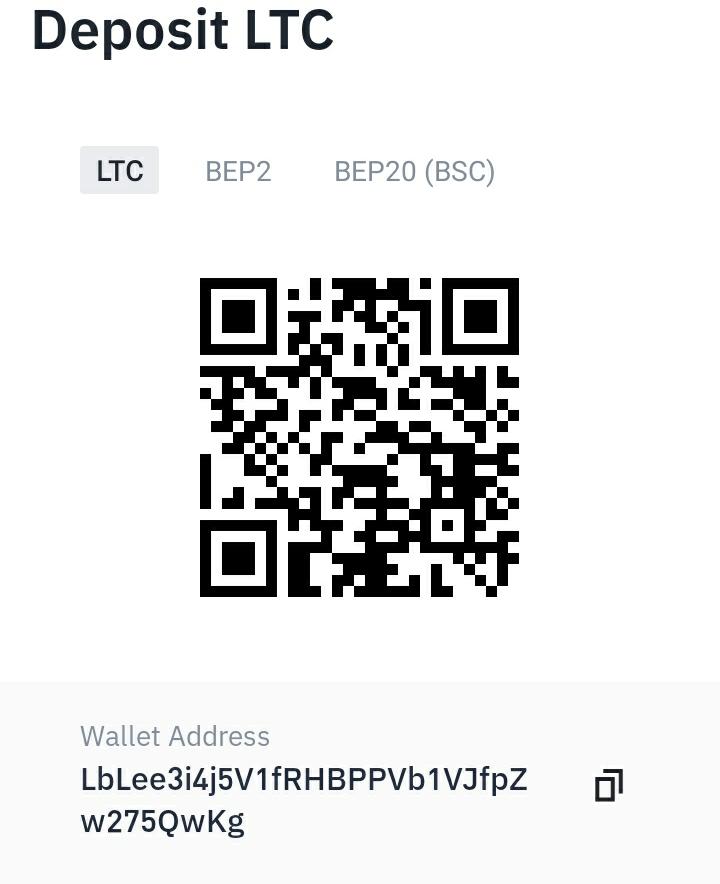 Deposit LTC
LTC BEP2 BEP20 (BSC)
Wallet Address
LbLee3i4j5V1fRHBPPVb1VJfpZ
w275QwKg